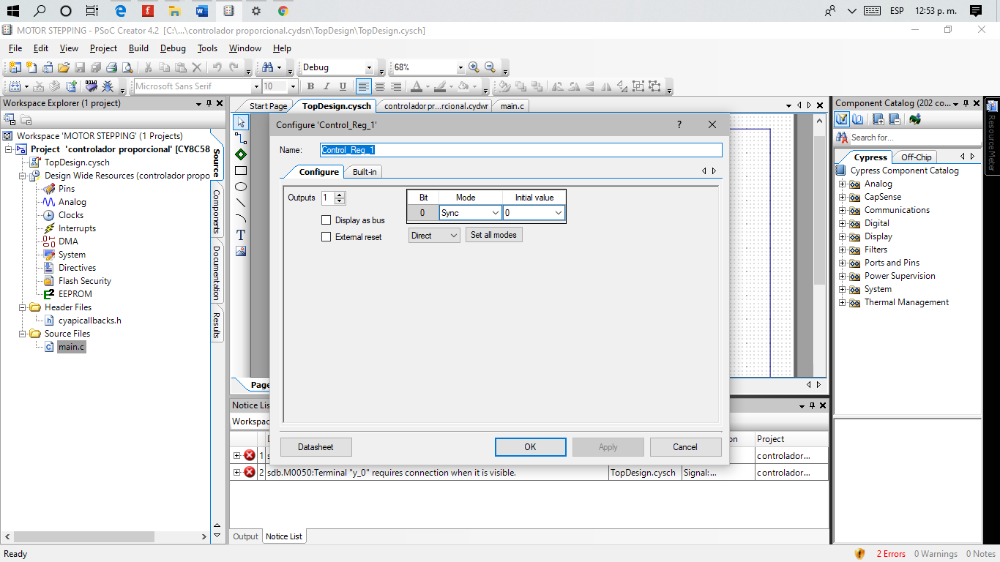 ESP 12:53 p. m.
MOTOR STEPPING - PSoC Creator 4.2 [C:\...\controlador proporcional.cydsn\TopDesign\TopDesign.cysch]
File Edit View Project Build Debug Tools Window Help
Debug 68%
Microsoft Sans Serif 10 B I U
Workspace Explorer (1 project)
Workspace 'MOTOR STEPPING' (1 Projects)
Project 'controlador proporcional' [CY8C58
TopDesign.cysch
Design Wide Resources (controlador propo
Pins
Analog
Clocks
Interrupts
DMA
System
Directives
Flash Security
EEPROM
Header Files
cyapicallbacks.h
Source Files
main.c
Source
Components
Documentation
Results
Start Page TopDesign.cysch controlador pr...rcional.cydwr main.c
Configure 'Control_Reg_1'
Name: Control_Reg_1
Configure Built-in
Outputs 1
Display as bus
External reset
Bit Mode Initial value
0 Sync 0
Direct Set all modes
Datasheet OK Apply Cancel
Page
Notice Lis
Workspac
on Project
1 s controlador...
2 sdb.M0050:Terminal "y_0" requires connection when it is visible. TopDesign.cysch Signal:... controlador...
Output Notice List
Component Catalog (202 co...
Search for...
Cypress Off-Chip
Cypress Component Catalog
Analog
CapSense
Communications
Digital
Display
Filters
Ports and Pins
Power Supervision
System
Thermal Management
Resource Meter
Ready 2 Errors 0 Warnings 0 Notes